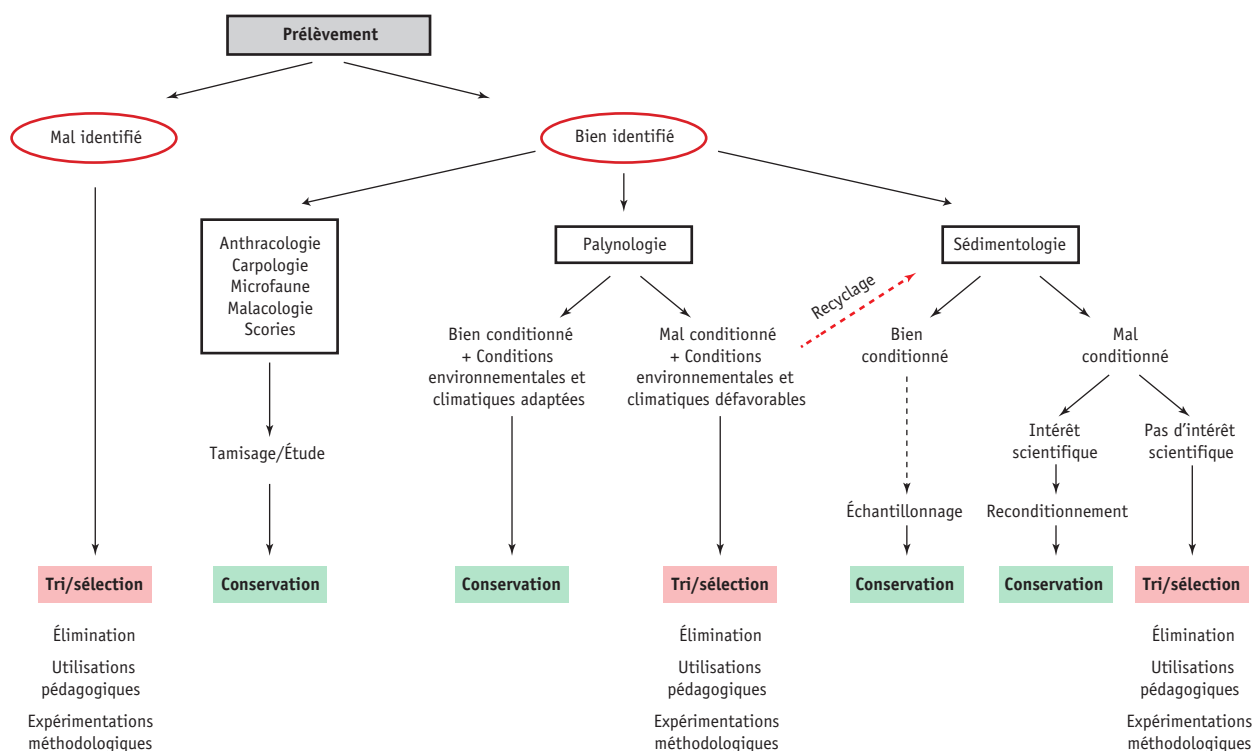 Prélèvement
Mal identifié
Bien identifié
Anthracologie
Carpologie
Microfaune
Malacologie
Scories
Palynologie
Sédimentologie
Recyclage
Bien conditionné
+ Conditions
environnementales et
climatiques adaptées
Mal conditionné
+ Conditions
environnementales et
climatiques défavorables
Bien
conditionné
Mal
conditionné
Tamisage/Étude
Intérêt
scientifique
Pas d'intérêt
scientifique
Échantillonnage
Reconditionnement
Tri/sélection
Conservation
Conservation
Tri/sélection
Conservation
Conservation
Tri/sélection
Élimination
Utilisations
pédagogiques
Expérimentations
méthodologiques
Élimination
Utilisations
pédagogiques
Expérimentations
méthodologiques
Élimination
Utilisations
pédagogiques
Expérimentations
méthodologiques